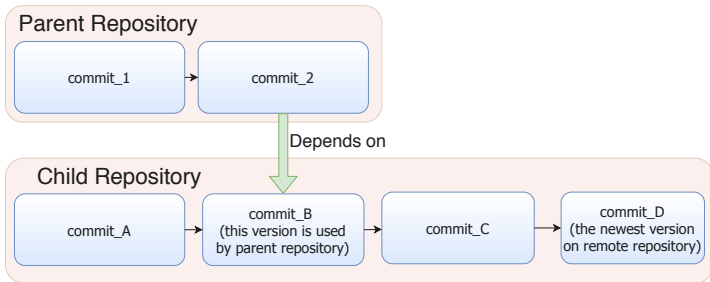 Parent Repository
commit_1
commit_2
Depends on
Child Repository
commit_A
commit_B
(this version is used
by parent repository)
commit_C
commit_D
(the newest version
on remote repository)